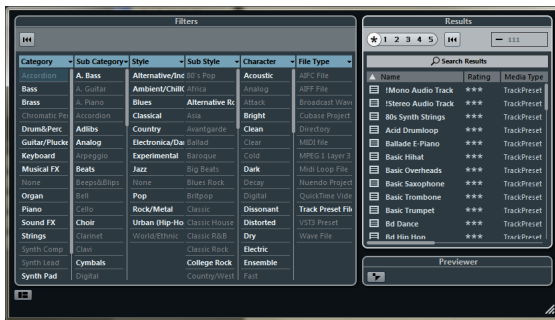 Filters
Category Sub Category Style Sub Style Character File Type
Accordion A. Bass Alternative/Ind 80´s Pop Acoustic AIFC File
Bass A. Guitar Ambient/ChillO Africa Analog AIFF File
Brass A. Piano Blues Alternative Ro Attack Broadcast Wave
Chromatic Per Accordion Classical Asia Bright Cubase Project
Drum&Perc Adlibs Country Avantgarde Clean Directory
Guitar/Plucke Analog Electronica/Dan Ballad Clear MIDI file
Keyboard Arpeggio Experimental Baroque Cold MPEG 1 Layer 3
Musical FX Beats Jazz Big Beats Dark Midi Loop File
None Beeps&Blips None Blues Rock Decay Nuendo Project
Organ Bell Pop Britpop Digital QuickTime Vide
Piano Cello Rock/Metal Classic Dissonant Track Preset File
Sound FX Choir Urban (Hip-Ho Classic House Distorted VST3 Preset
Strings Clarinet World/Ethnic Classic R&B Dry Wave File
Synth Comp Clavi Classic Rock Electric
Synth Lead Cymbals College Rock Ensemble
Synth Pad Digital Country/West Fast
Results
1 2 3 4 5 111
Search Results
Name Rating Media Type
!Mono Audio Track *** TrackPreset
!Stereo Audio Track *** TrackPreset
80s Synth Strings *** TrackPreset
Acid Drumloop *** TrackPreset
Ballade E-Piano *** TrackPreset
Basic Hihat *** TrackPreset
Basic Overheads *** TrackPreset
Basic Saxophone *** TrackPreset
Basic Trombone *** TrackPreset
Basic Trumpet *** TrackPreset
Bd Dance *** TrackPreset
Bd Hip Hop *** TrackPreset
Previewer